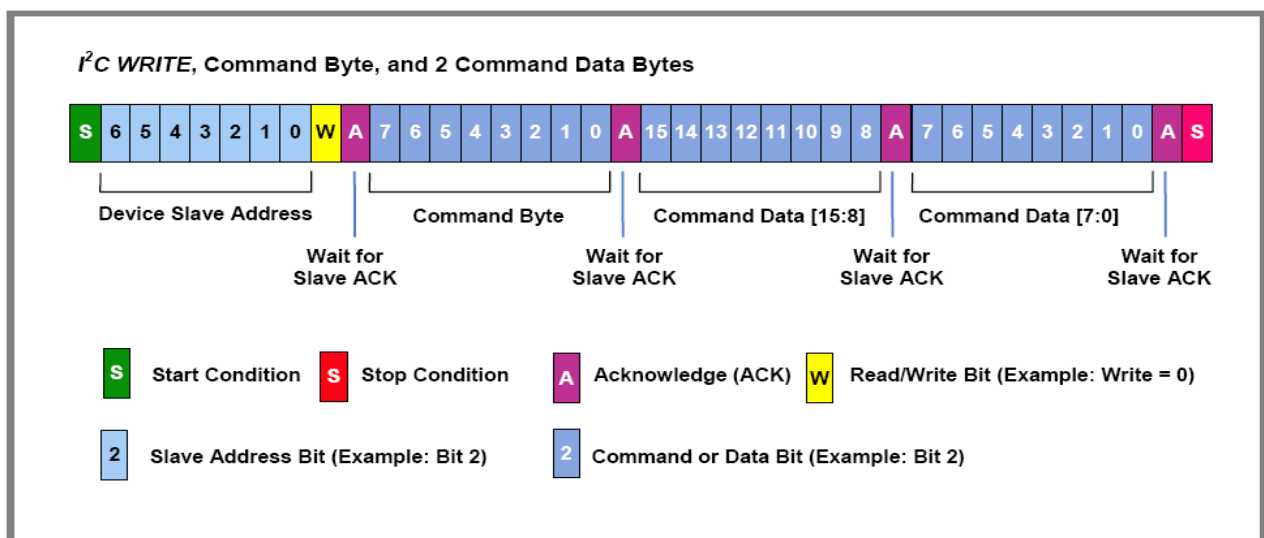 I²C WRITE, Command Byte, and 2 Command Data Bytes
S 6 5 4 3 2 1 0 W A 7 6 5 4 3 2 1 0 A 15 14 13 12 11 10 9 8 A 7 6 5 4 3 2 1 0 A S
Device Slave Address Command Byte Command Data [15:8] Command Data [7:0]
Wait for Wait for Wait for Wait for
Slave ACK Slave ACK Slave ACK Slave ACK
S Start Condition S Stop Condition A Acknowledge (ACK) W Read/Write Bit (Example: Write = 0)
2 Slave Address Bit (Example: Bit 2) 2 Command or Data Bit (Example: Bit 2)